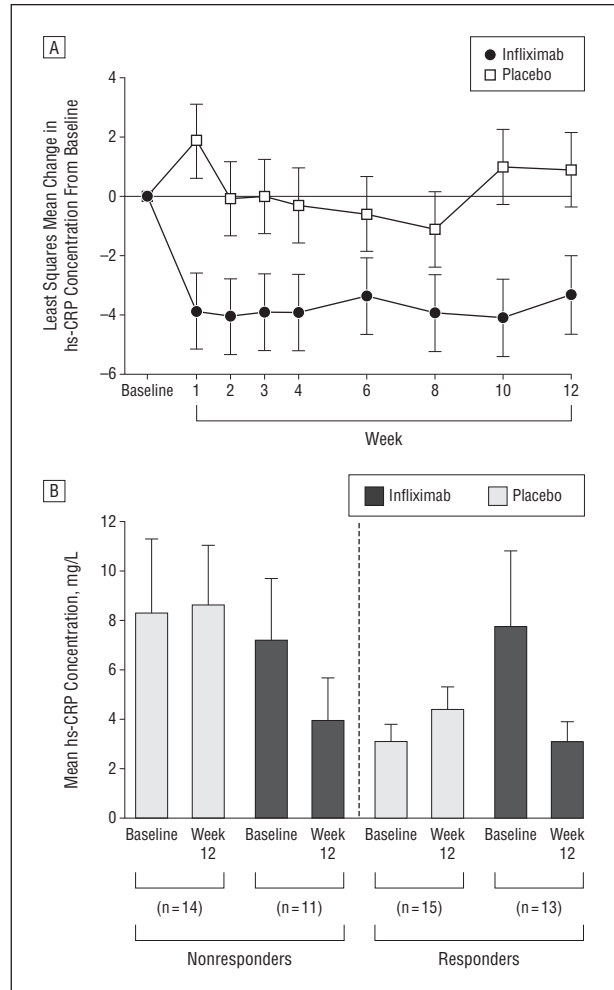 A
Infliximab
Placebo
Least Squares Mean Change in
hs-CRP Concentration From Baseline
4
2
0
–2
–4
–6
Baseline 1 2 3 4 6 8 10 12
Week
B
Infliximab Placebo
Mean hs-CRP Concentration, mg/L
12
10
8
6
4
2
0
Baseline Week Baseline Week Baseline Week Baseline Week
12 12 12 12
(n=14) (n=11) (n=15) (n=13)
Nonresponders Responders